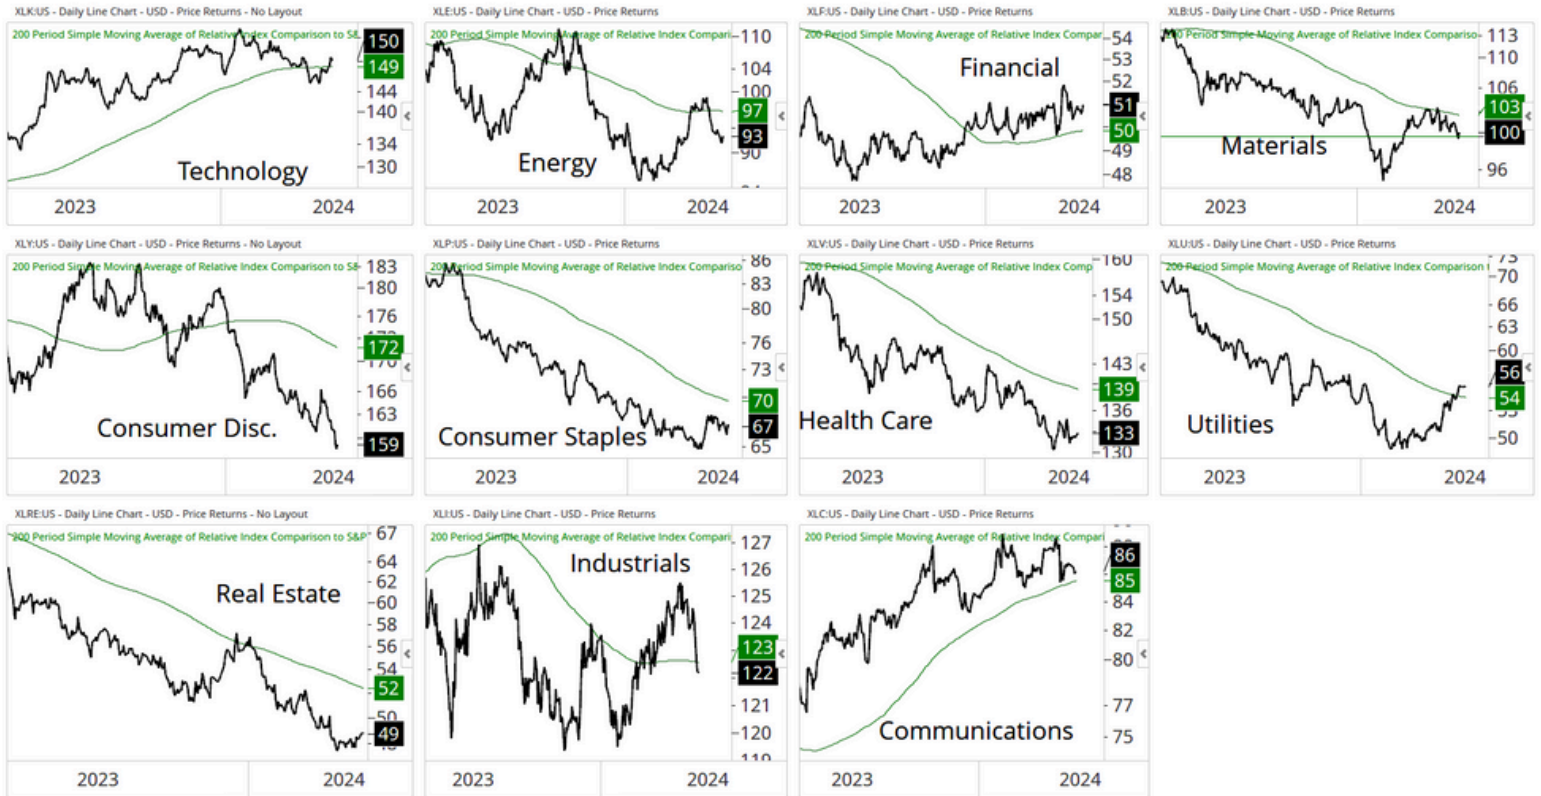 XLK:US - Daily Line Chart - USD - Price Returns - No Layout
200 Period Simple Moving Average of Relative Index Comparison to S&
150
149
144
140
134
130
Technology
2023 2024
XLE:US - Daily Line Chart - USD - Price Returns
200 Period Simple Moving Average of Relative Index Compari
110
104
100
97
93
90
Energy
2023 2024
XLF:US - Daily Line Chart - USD - Price Returns
200 Period Simple Moving Average of Relative Index Compar
54
53
52
51
50
49
48
Financial
2023 2024
XLB:US - Daily Line Chart - USD - Price Returns
200 Period Simple Moving Average of Relative Index Compariso
113
110
106
103
100
96
Materials
2023 2024
XLY:US - Daily Line Chart - USD - Price Returns - No Layout
200 Period Simple Moving Average of Relative Index Comparison to S&
183
180
176
172
170
166
163
159
Consumer Disc.
2023 2024
XLP:US - Daily Line Chart - USD - Price Returns
200 Period Simple Moving Average of Relative Index Compariso
86
83
80
76
73
70
67
65
Consumer Staples
2023 2024
XLV:US - Daily Line Chart - USD - Price Returns
200 Period Simple Moving Average of Relative Index Comp
160
154
150
143
139
136
133
130
Health Care
2023 2024
XLU:US - Daily Line Chart - USD - Price Returns
200 Period Simple Moving Average of Relative Index Comparison
73
70
66
63
60
56
54
50
Utilities
2023 2024
XLRE:US - Daily Line Chart - USD - Price Returns - No Layout
200 Period Simple Moving Average of Relative Index Comparison to S&P
67
64
62
60
58
56
54
52
50
49
Real Estate
2023 2024
XLI:US - Daily Line Chart - USD - Price Returns
200 Period Simple Moving Average of Relative Index Compari
127
126
125
124
123
122
121
120
119
Industrials
2023 2024
XLC:US - Daily Line Chart - USD - Price Returns
200 Period Simple Moving Average of Relative Index Compari
86
85
84
82
80
77
75
Communications
2023 2024